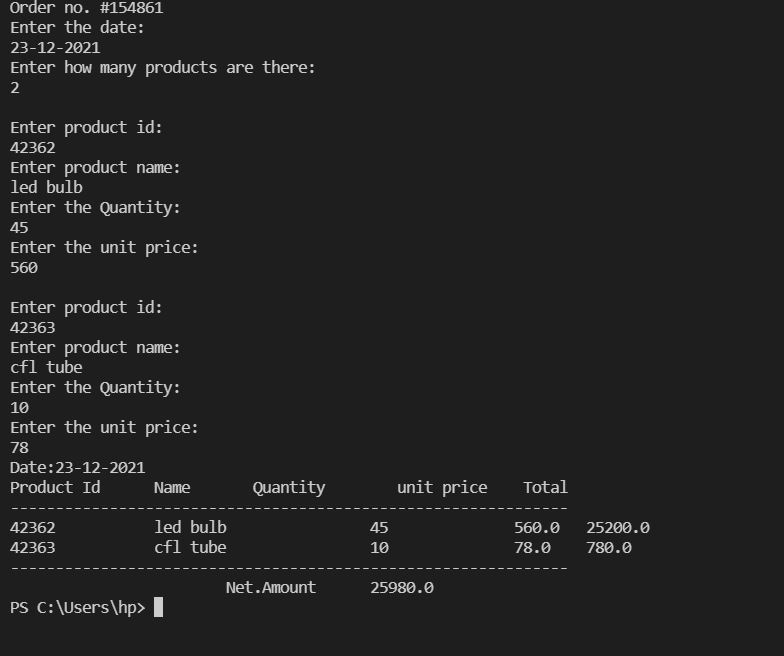 Order no. #154861
Enter the date:
23-12-2021
Enter how many products are there:
2
Enter product id:
42362
Enter product name:
led bulb
Enter the Quantity:
45
Enter the unit price:
560
Enter product id:
42363
Enter product name:
cfl tube
Enter the Quantity:
10
Enter the unit price:
78
Date:23-12-2021
Product Id      Name       Quantity        unit price    Total
--------------------------------------------------------------
42362           led bulb                45              560.0   25200.0
42363           cfl tube                10              78.0    780.0
--------------------------------------------------------------
                        Net.Amount      25980.0
PS C:\Users\hp>